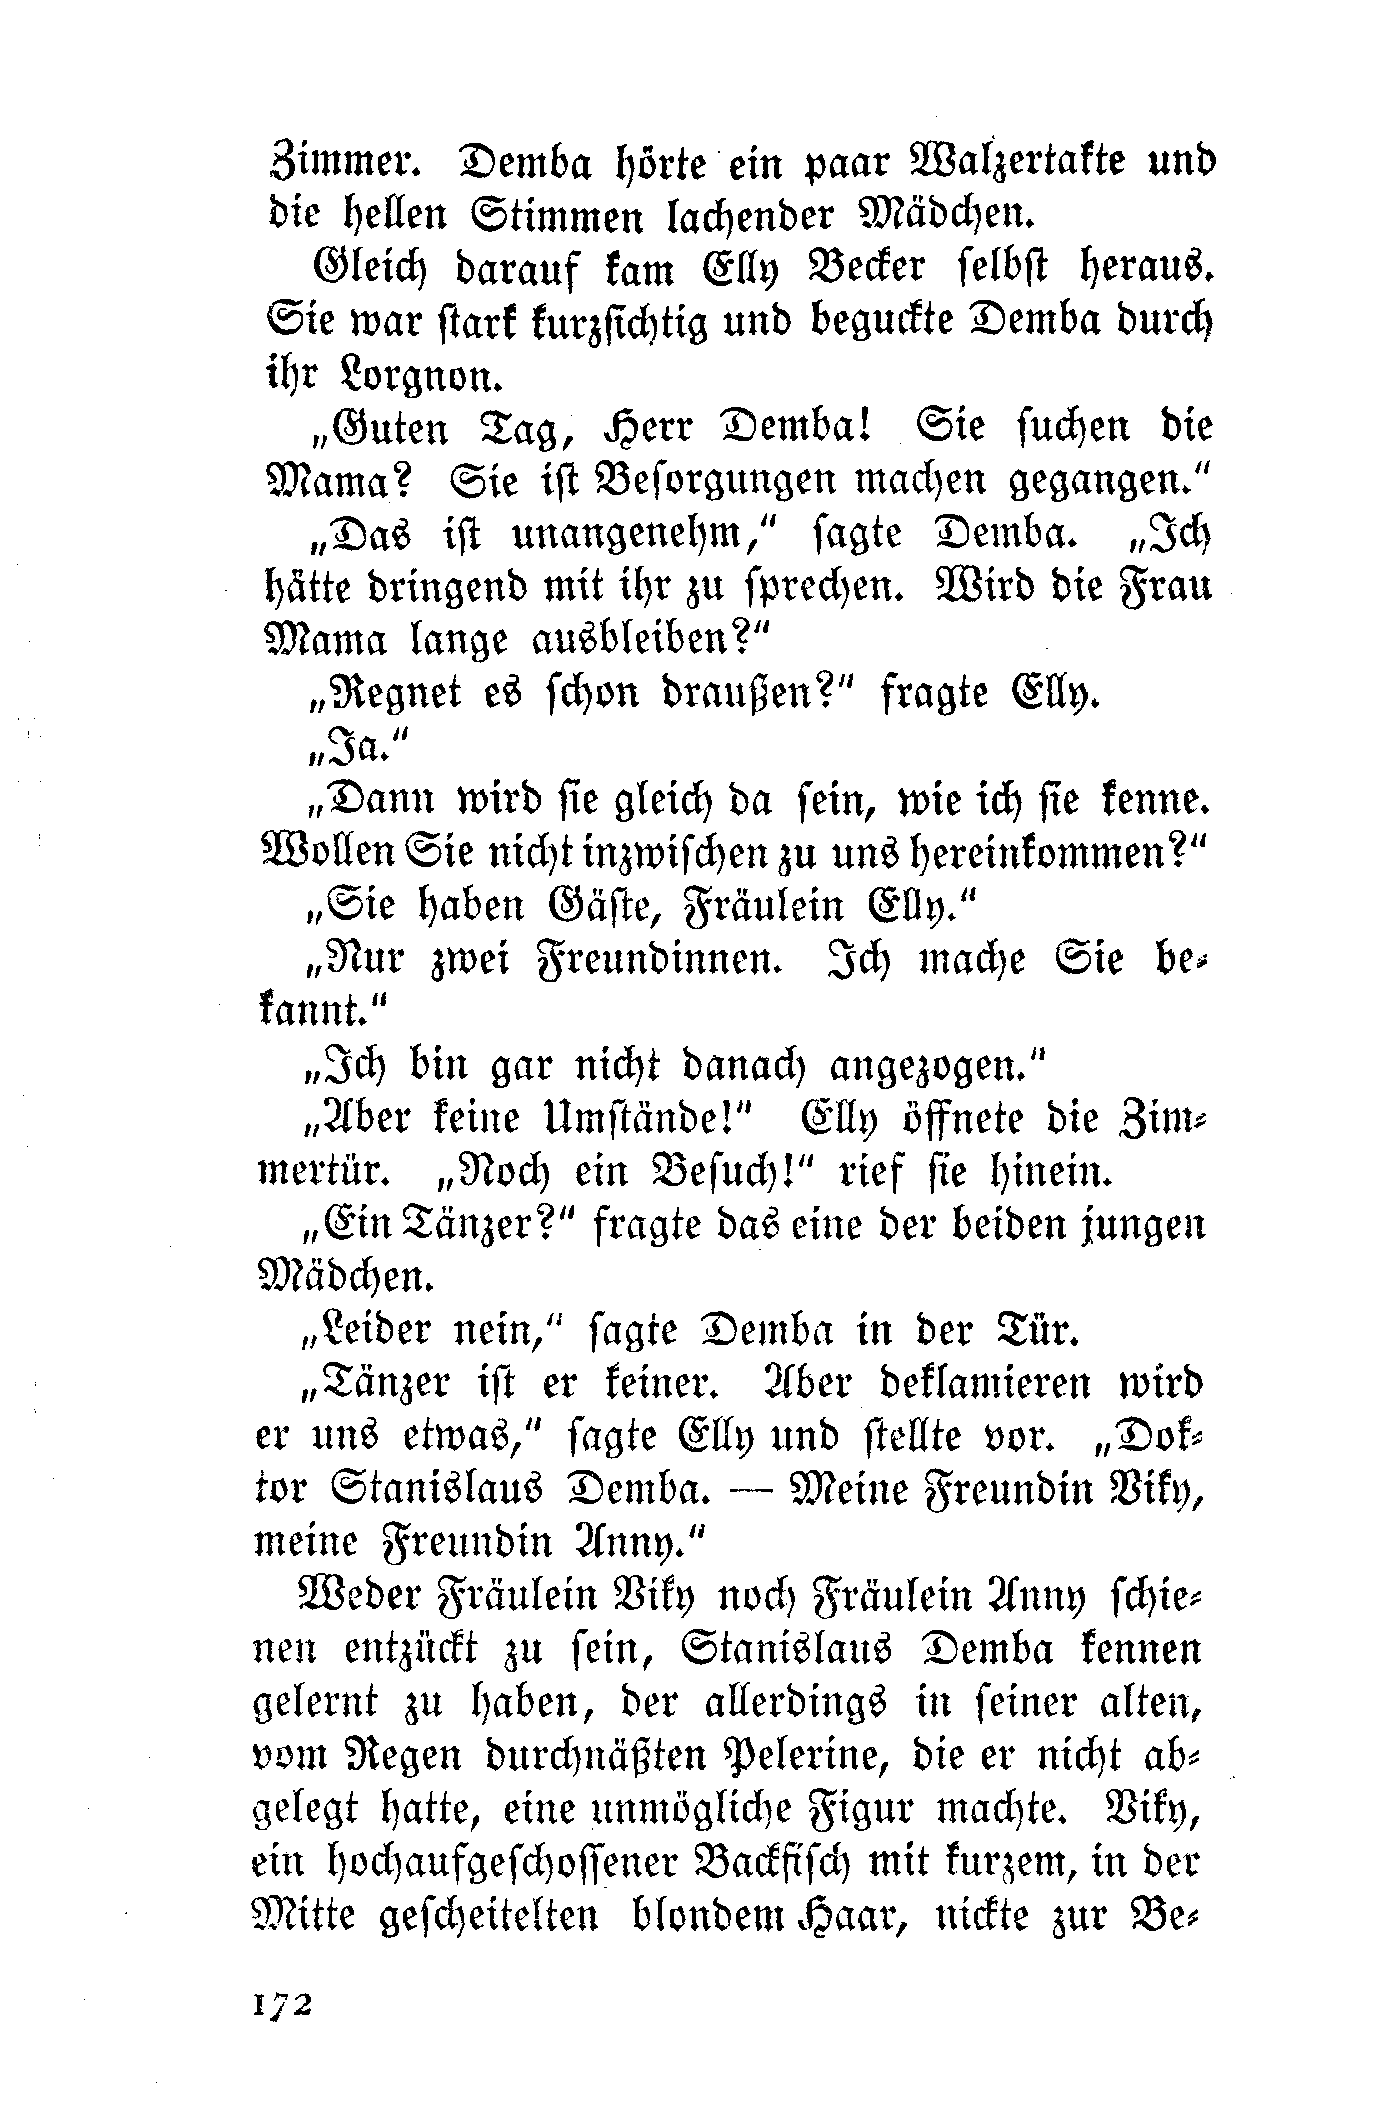 Zimmer. Demba hörte ein paar Walzertakte und
die hellen Stimmen lachender Mädchen.
Gleich darauf kam Elly Becker selbst heraus.
Sie war stark kurzsichtig und beguckte Demba durch
ihr Lorgnon.
„Guten Tag, Herr Demba! Sie suchen die
Mama? Sie ist Besorgungen machen gegangen.“
„Das ist unangenehm,“ sagte Demba. „Ich
hätte dringend mit ihr zu sprechen. Wird die Frau
Mama lange ausbleiben?“
„Regnet es schon draußen?“ fragte Elly.
„Ja.“
„Dann wird sie gleich da sein, wie ich sie kenne.
Wollen Sie nicht inzwischen zu uns hereinkommen?“
„Sie haben Gäste, Fräulein Elly.“
„Nur zwei Freundinnen. Ich mache Sie be-
kannt.“
„Ich bin gar nicht danach angezogen.“
„Aber keine Umstände!“ Elly öffnete die Zim-
mertür. „Noch ein Besuch!“ rief sie hinein.
„Ein Tänzer?“ fragte das eine der beiden jungen
Mädchen.
„Leider nein,“ sagte Demba in der Tür.
„Tänzer ist er keiner. Aber deklamieren wird
er uns etwas,“ sagte Elly und stellte vor. „Dok-
tor Stanislaus Demba. — Meine Freundin Viky,
meine Freundin Anny.“
Weder Fräulein Viky noch Fräulein Anny schie-
nen entzückt zu sein, Stanislaus Demba kennen
gelernt zu haben, der allerdings in seiner alten,
vom Regen durchnäßten Pelerine, die er nicht ab-
gelegt hatte, eine unmögliche Figur machte. Viky,
ein hochaufgeschossener Backfisch mit kurzem, in der
Mitte gescheitelten blondem Haar, nickte zur Be-
172